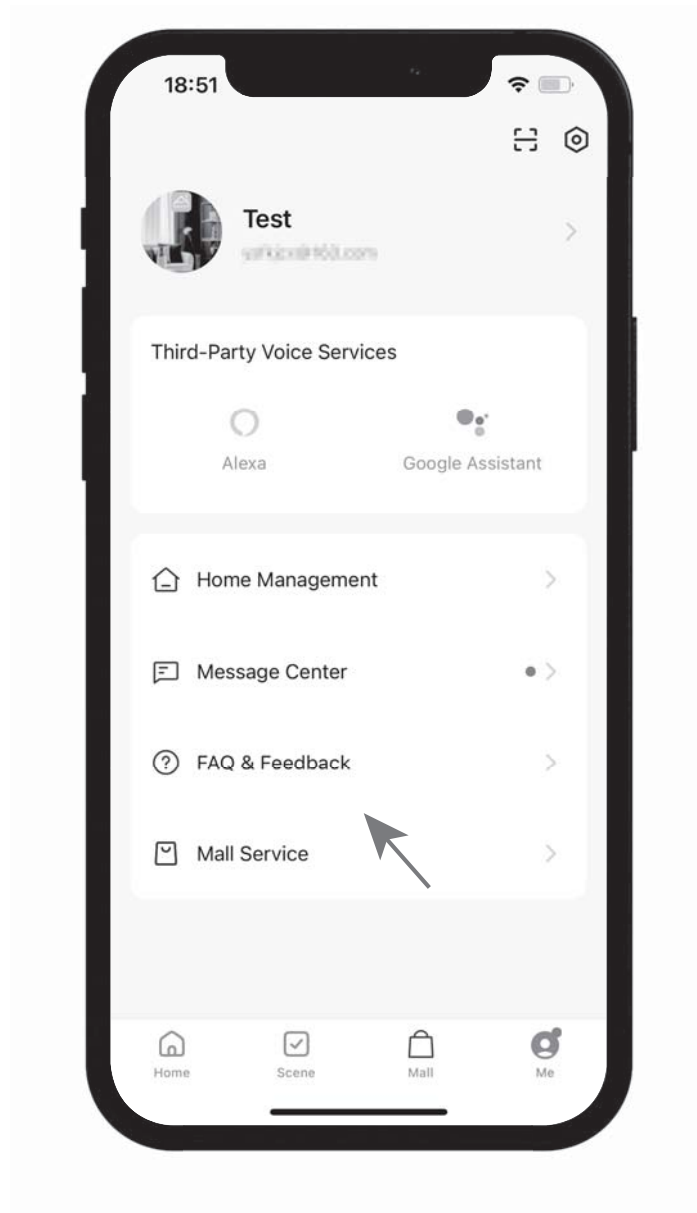 18:51
Test
Third-Party Voice Services
Alexa
Google Assistant
Home Management
Message Center
FAQ & Feedback
Mall Service
Home
Scene
Mall
Me